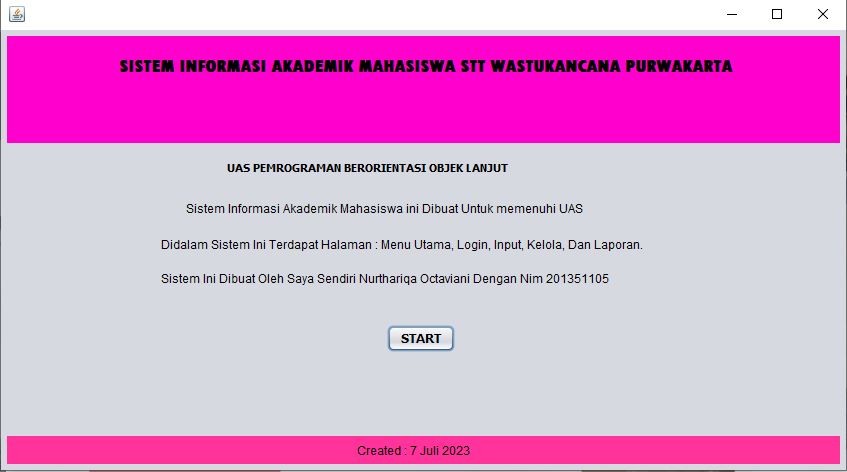 SISTEM INFORMASI AKADEMIK MAHASISWA STT WASTUKANCANA PURWAKARTA
UAS PEMROGRAMAN BERORIENTASI OBJEK LANJUT
Sistem Informasi Akademik Mahasiswa ini Dibuat Untuk memenuhi UAS
Didalam Sistem Ini Terdapat Halaman : Menu Utama, Login, Input, Kelola, Dan Laporan.
Sistem Ini Dibuat Oleh Saya Sendiri Nurthariqa Octaviani Dengan Nim 201351105
START
Created : 7 Juli 2023